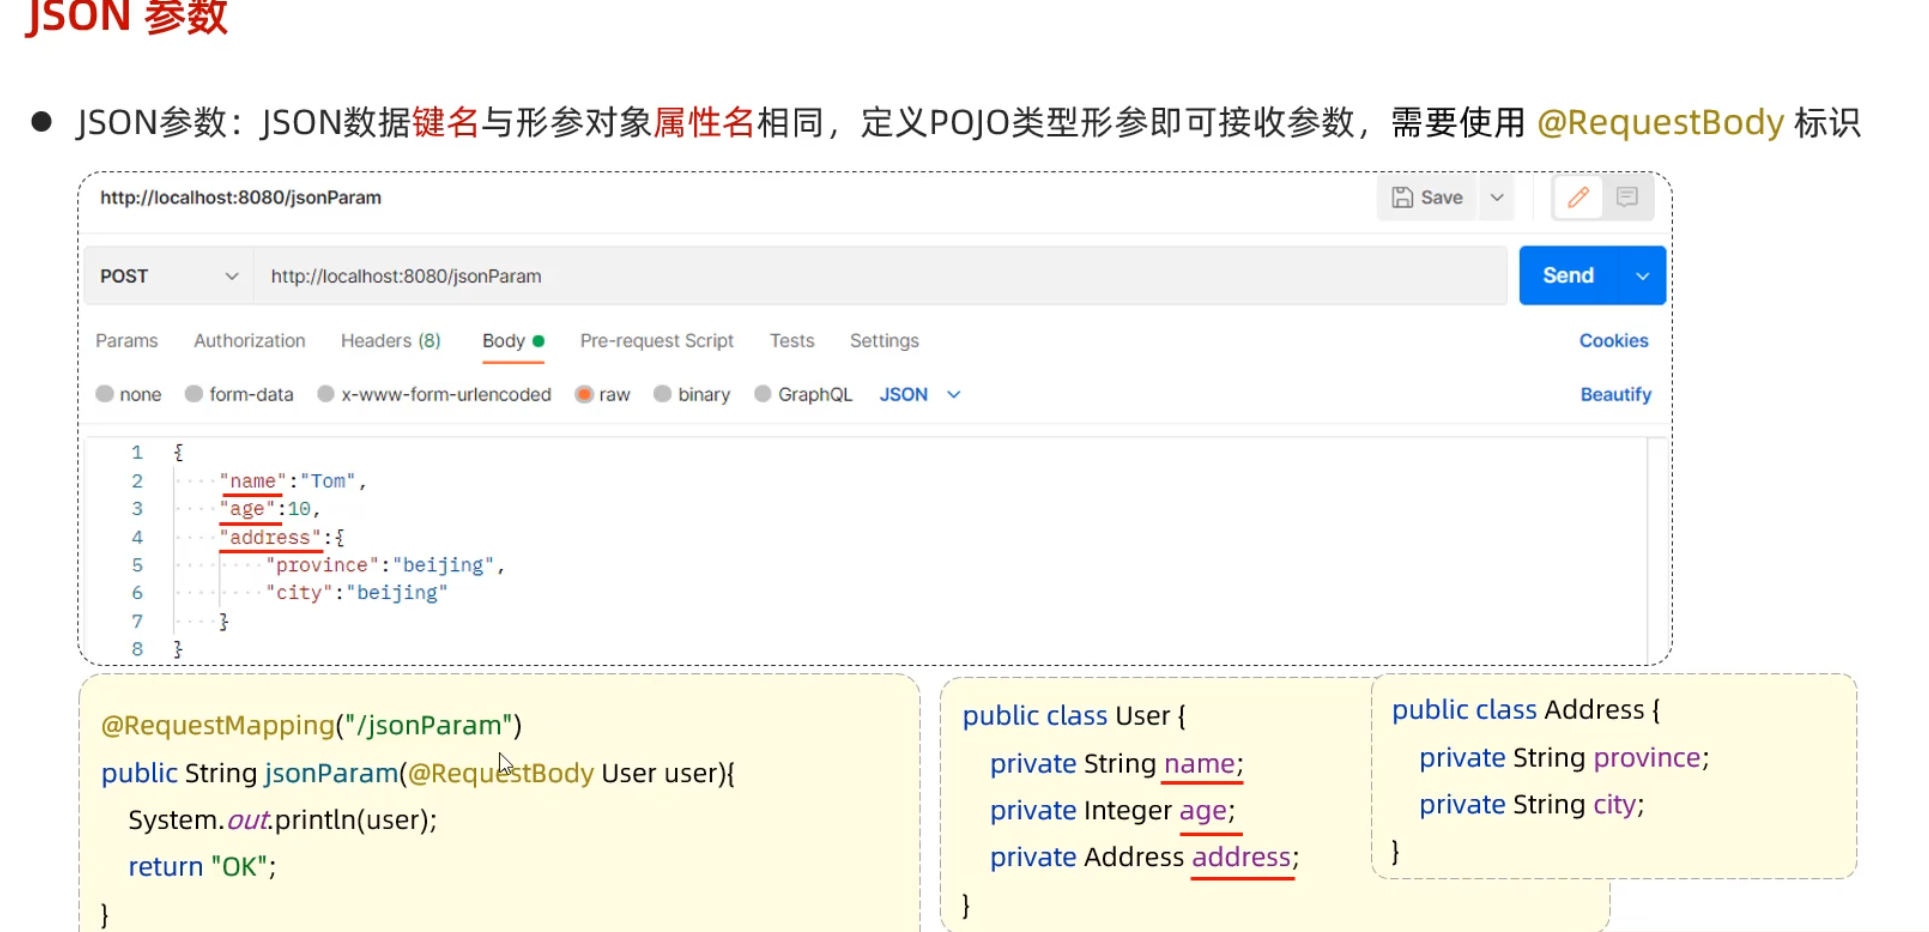 JSON 参数
● JSON参数：JSON数据键名与形参对象属性名相同，定义POJO类型形参即可接收参数，需要使用 @RequestBody 标识
http://localhost:8080/jsonParam
Save
POST http://localhost:8080/jsonParam Send
Params Authorization Headers (8) Body Pre-request Script Tests Settings Cookies
none form-data x-www-form-urlencoded raw binary GraphQL JSON Beautify
1 {
2 "name":"Tom",
3 "age":10,
4 "address":{
5 "province":"beijing",
6 "city":"beijing"
7 }
8 }
@RequestMapping("/jsonParam")
public String jsonParam(@RequestBody User user){
System.out.println(user);
return "OK";
}
public class User {
private String name;
private Integer age;
private Address address;
}
public class Address {
private String province;
private String city;
}